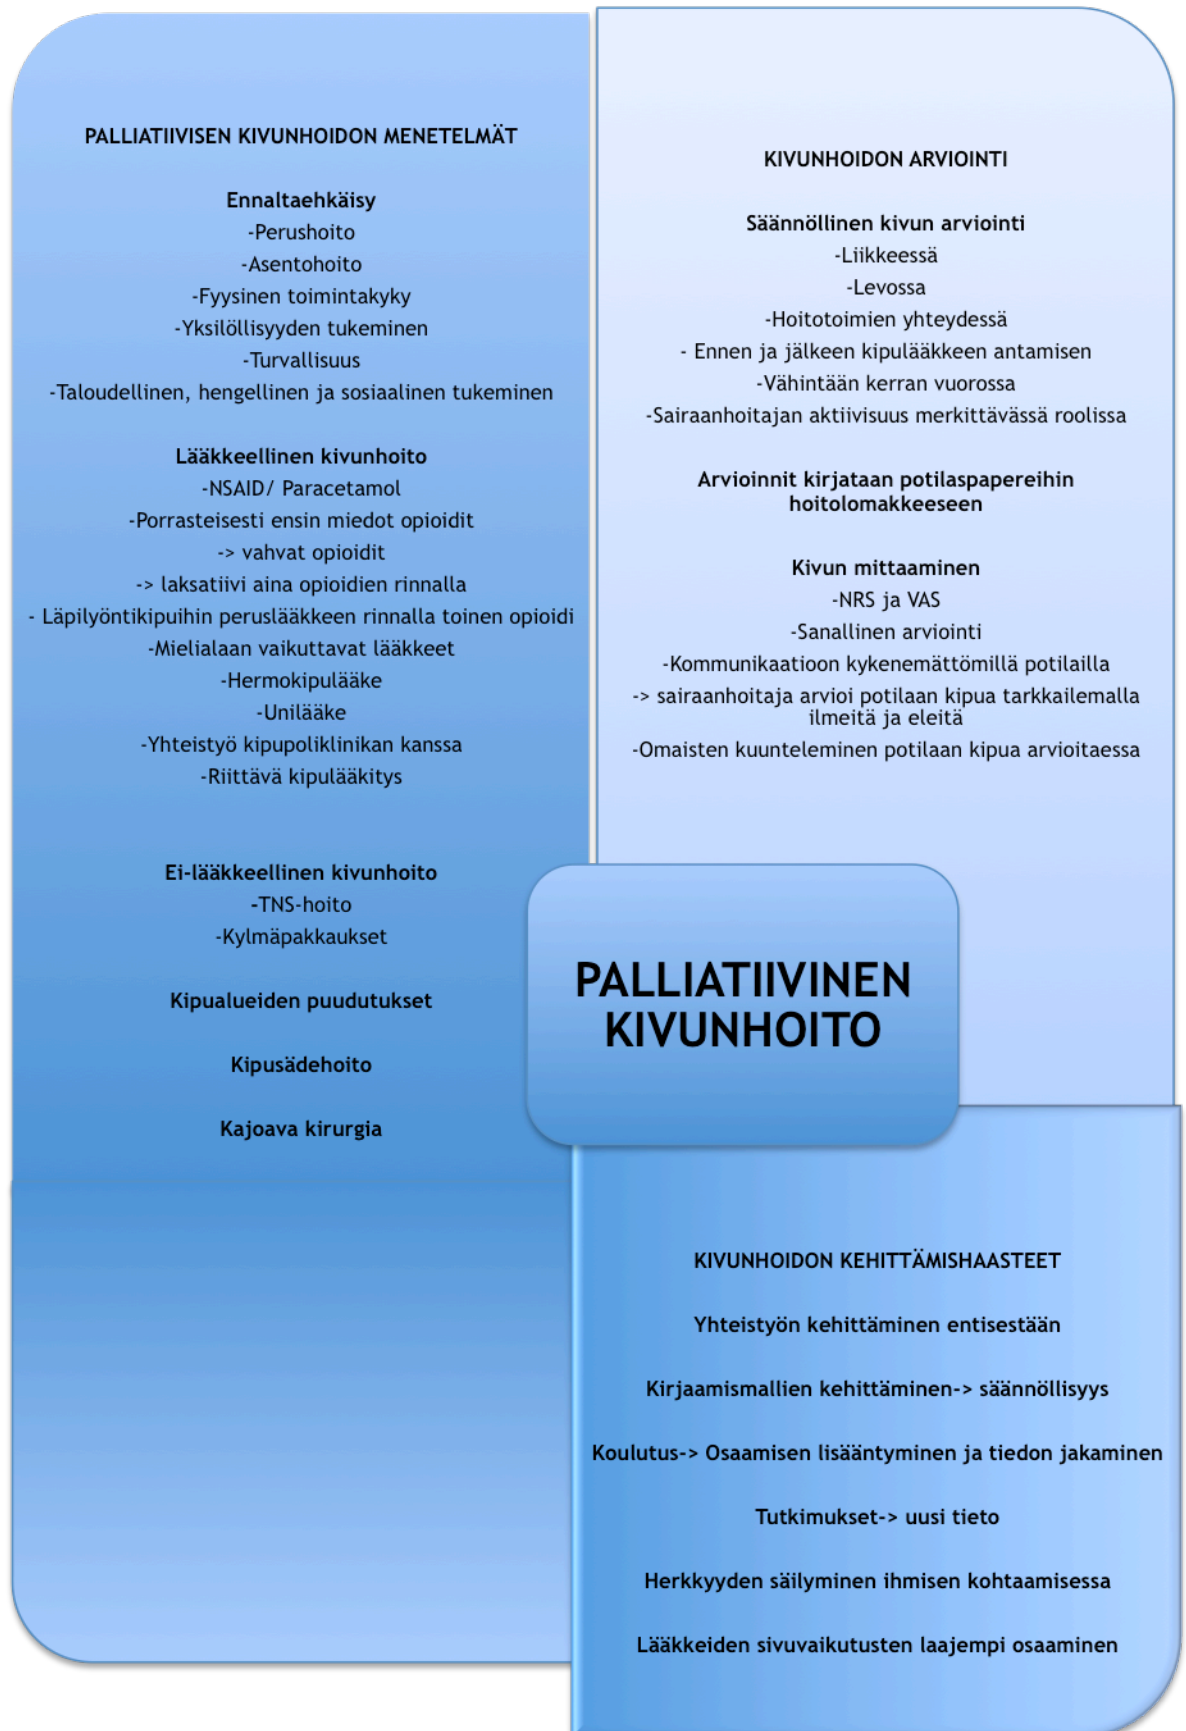 PALLIATIIVISEN KIVUNHOIDON MENETELMÄT
Ennaltaehkäisy
-Perushoito
-Asentohoito
-Fyysinen toimintakyky
-Yksilöllisyyden tukeminen
-Turvallisuus
-Taloudellinen, hengellinen ja sosiaalinen tukeminen
Lääkkeellinen kivunhoito
-NSAID/ Paracetamol
-Porrasteisesti ensin miedot opioidit
-> vahvat opioidit
-> laksatiivi aina opioidien rinnalla
- Läpilyöntikipuihin peruslääkkeen rinnalla toinen opioidi
-Mielialaan vaikuttavat lääkkeet
-Hermokipulääke
-Unilääke
-Yhteistyö kipupoliklinikan kanssa
-Riittävä kipulääkitys
Ei-lääkkeellinen kivunhoito
-TNS-hoito
-Kylmäpakkaukset
Kipualueiden puudutukset
Kipusädehoito
Kajoava kirurgia
KIVUNHOIDON ARVIOINTI
Säännöllinen kivun arviointi
-Liikkeessä
-Levossa
-Hoitotoimien yhteydessä
- Ennen ja jälkeen kipulääkkeen antamisen
-Vähintään kerran vuorossa
-Sairaanhoitajan aktiivisuus merkittävässä roolissa
Arvioinnit kirjataan potilaspapereihin
hoitolomakkeeseen
Kivun mittaaminen
-NRS ja VAS
-Sanallinen arviointi
-Kommunikaatioon kykenemättömillä potilailla
-> sairaanhoitaja arvioi potilaan kipua tarkkailemalla
ilmeitä ja eleitä
-Omaisten kuunteleminen potilaan kipua arvioitaessa
PALLIATIIVINEN
KIVUNHOITO
KIVUNHOIDON KEHITTÄMISHAASTEET
Yhteistyön kehittäminen entisestään
Kirjaamismallien kehittäminen-> säännöllisyys
Koulutus-> Osaamisen lisääntyminen ja tiedon jakaminen
Tutkimukset-> uusi tieto
Herkkyyden säilyminen ihmisen kohtaamisessa
Lääkkeiden sivuvaikutusten laajempi osaaminen